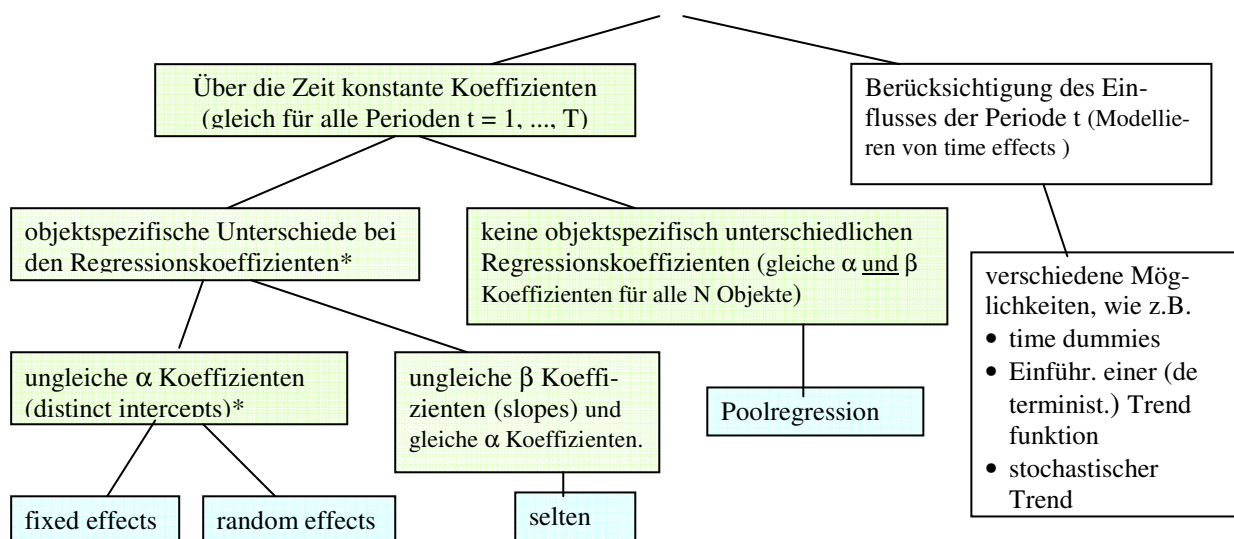 Über die Zeit konstante Koeffizienten
(gleich für alle Perioden t = 1, ..., T)
Berücksichtigung des Ein-
flusses der Periode t (Modellie-
ren von time effects )
objektspezifische Unterschiede bei
den Regressionskoeffizienten*
keine objektspezifisch unterschiedlichen
Regressionskoeffizienten (gleiche α und β
Koeffizienten für alle N Objekte)
verschiedene Mög-
lichkeiten, wie z.B.
• time dummies
• Einführ. einer (de
terminist.) Trend
funktion
• stochastischer
Trend
ungleiche α Koeffizienten
(distinct intercepts)*
ungleiche β Koeffi-
zienten (slopes) und
gleiche α Koeffizienten.
Poolregression
fixed effects
random effects
selten